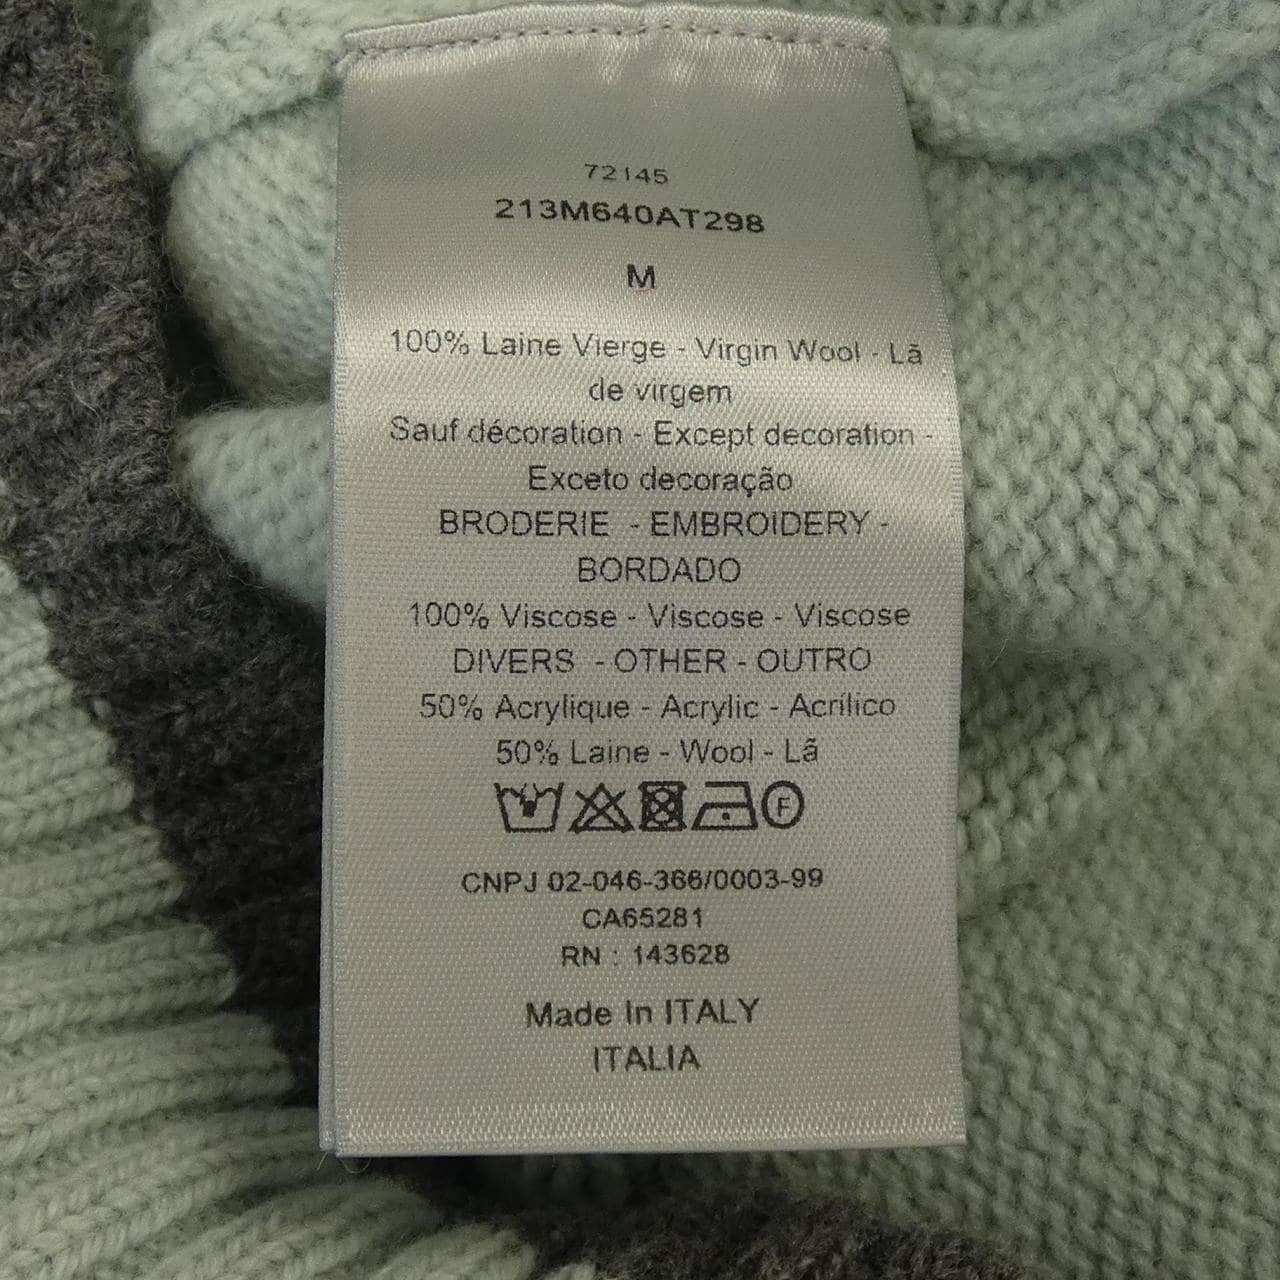 72145
213M640AT298
M
100% Laine Vierge - Virgin Wool - Lã
de virgem
Sauf décoration - Except decoration -
Exceto decoração
BRODERIE - EMBROIDERY -
BORDADO
100% Viscose - Viscose - Viscose
DIVERS - OTHER - OUTRO
50% Acrylique - Acrylic - Acrílico
50% Laine - Wool - Lã
F
CNPJ 02-046-366/0003-99
CA65281
RN : 143628
Made In ITALY
ITALIA